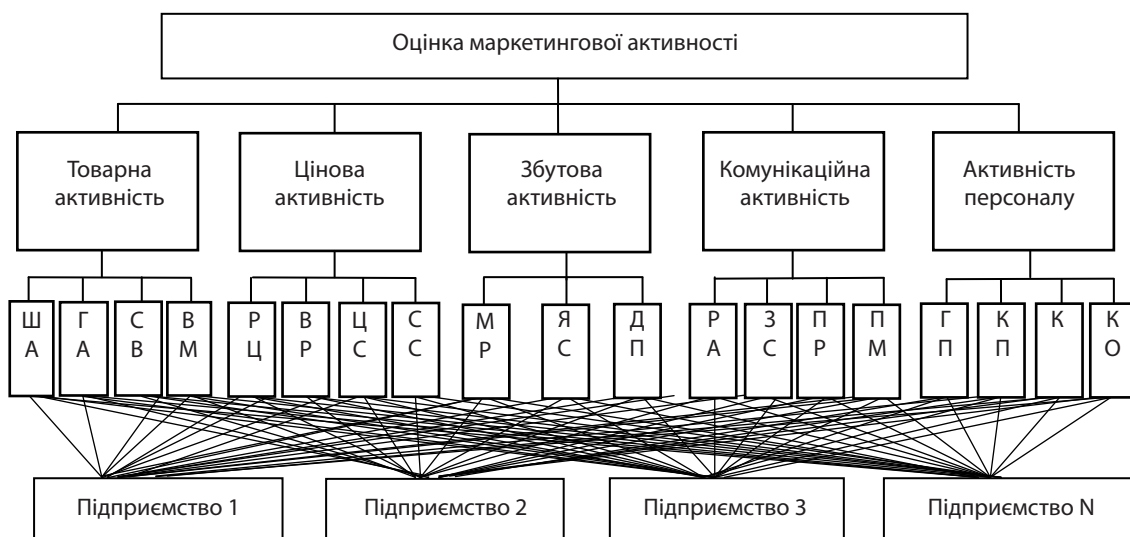 Оцінка маркетингової активності
Товарна
активність
Цінова
активність
Збутова
активність
Комунікаційна
активність
Активність
персоналу
Ш
А
Г
А
С
В
В
М
Р
Ц
В
Р
Ц
С
С
С
М
Р
Я
С
Д
П
Р
А
З
С
П
Р
П
М
Г
П
К
П
К
К
О
Підприємство 1
Підприємство 2
Підприємство 3
Підприємство N